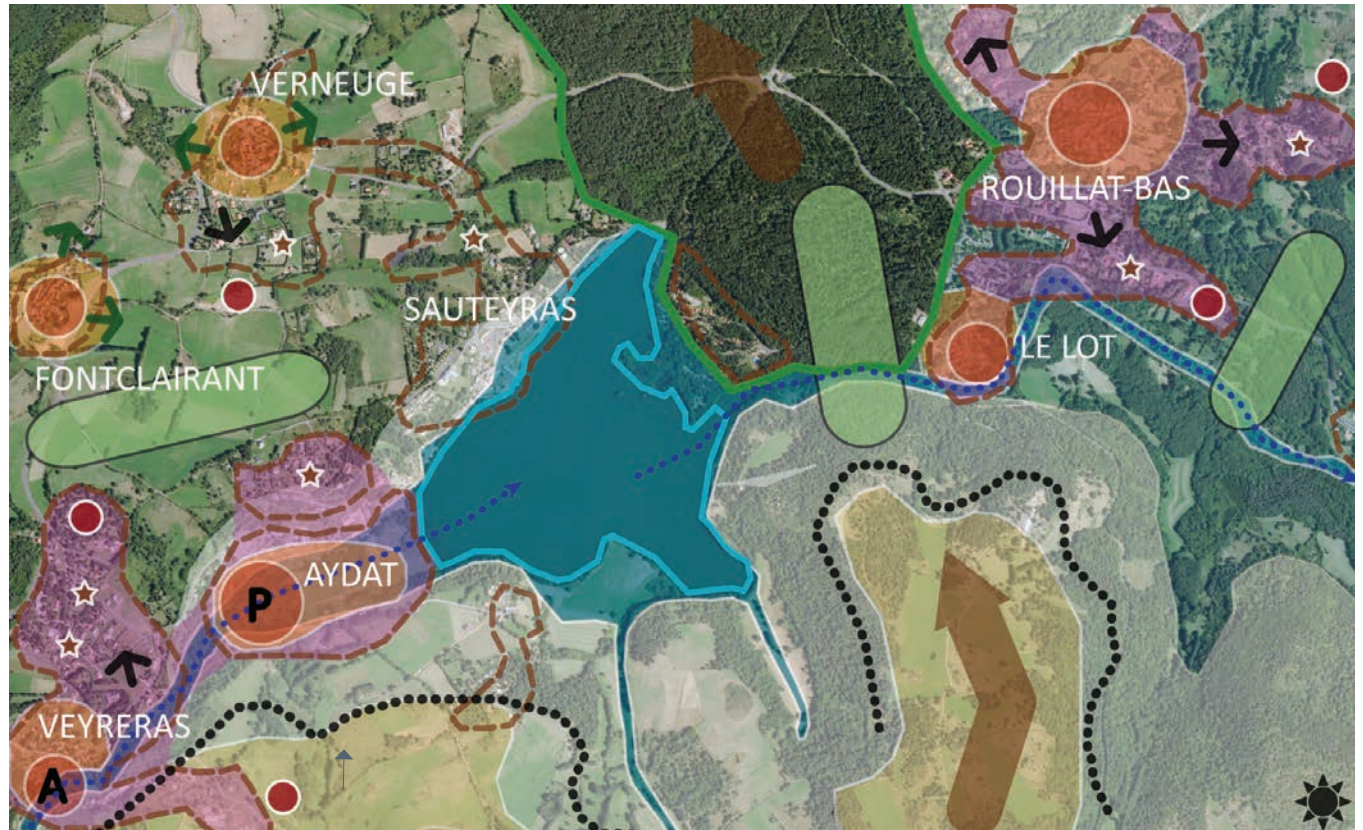 VERNEUGE
ROUILLAT-BAS
SAUTEYRAS
LE LOT
FONTCLAIRANT
AYDAT
P
VEYRERAS
A